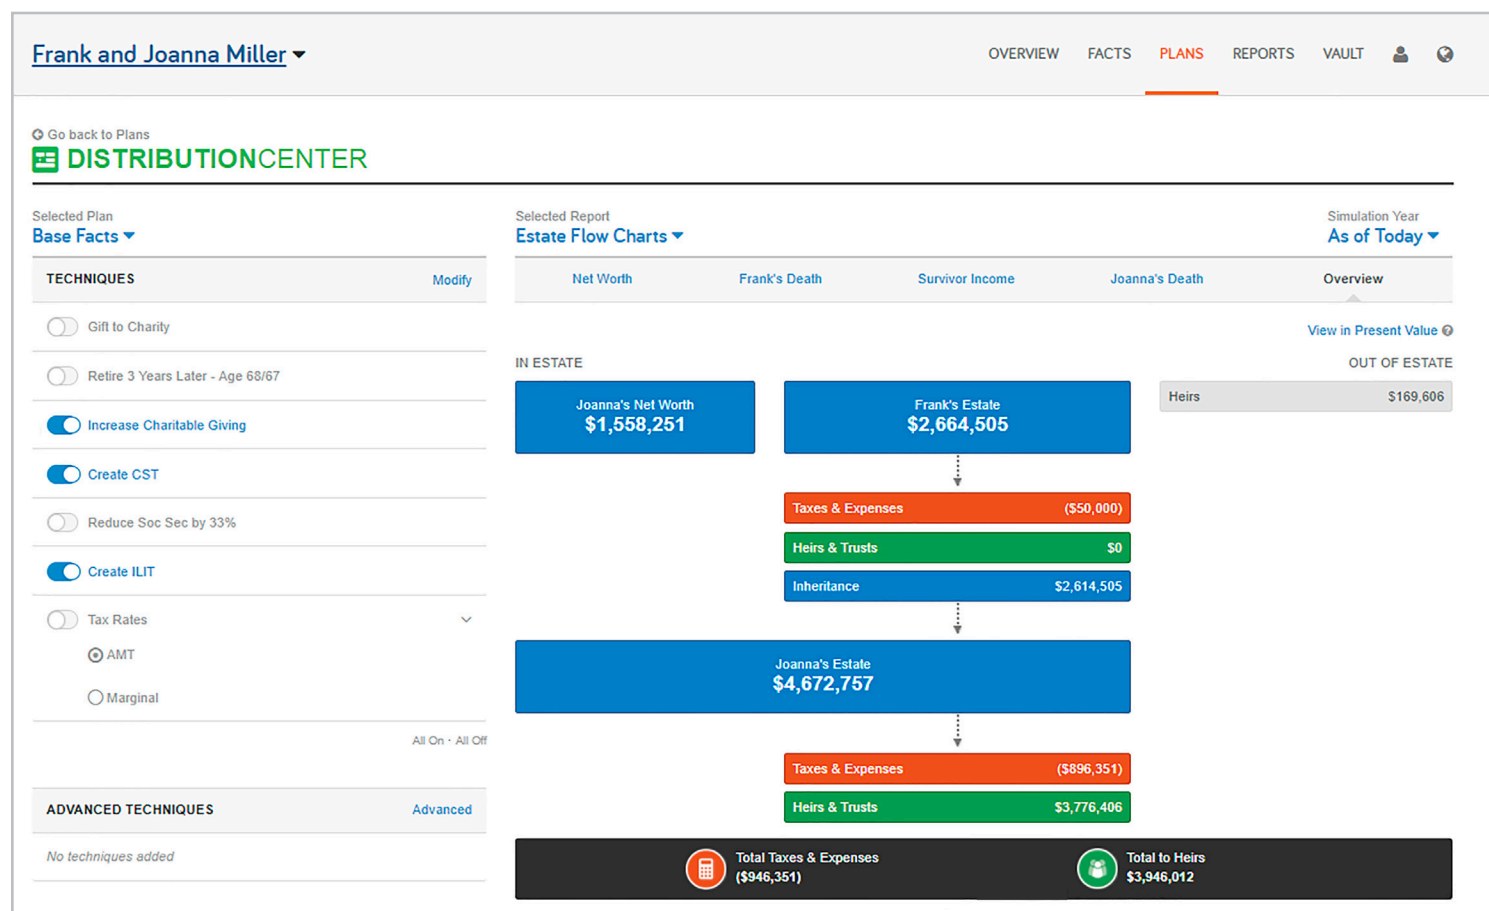 Frank and Joanna Miller
OVERVIEW FACTS PLANS REPORTS VAULT
Go back to Plans
DISTRIBUTIONCENTER
Selected Plan
Base Facts
Selected Report
Estate Flow Charts
Simulation Year
As of Today
TECHNIQUES Modify
Gift to Charity
Retire 3 Years Later - Age 68/67
Increase Charitable Giving
Create CST
Reduce Soc Sec by 33%
Create ILIT
Tax Rates
AMT
Marginal
All On · All Off
ADVANCED TECHNIQUES Advanced
No techniques added
Net Worth Frank's Death Survivor Income Joanna's Death Overview
View in Present Value ?
IN ESTATE OUT OF ESTATE
Joanna's Net Worth
$1,558,251
Frank's Estate
$2,664,505
Heirs $169,606
Taxes & Expenses ($50,000)
Heirs & Trusts $0
Inheritance $2,614,505
Joanna's Estate
$4,672,757
Taxes & Expenses ($896,351)
Heirs & Trusts $3,776,406
Total Taxes & Expenses
($946,351)
Total to Heirs
$3,946,012